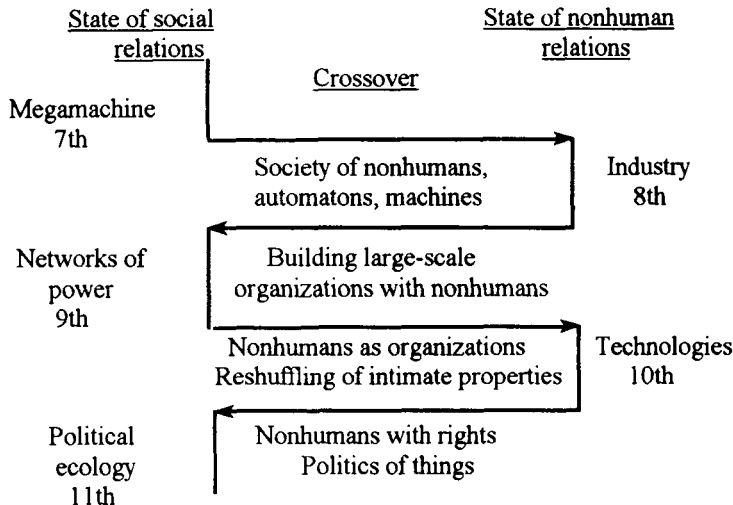 State of social
relations
State of nonhuman
relations
Crossover
Megamachine
7th
Society of nonhumans,
automatons, machines
Industry
8th
Networks of
power
9th
Building large-scale
organizations with nonhumans
Nonhumans as organizations
Reshuffling of intimate properties
Technologies
10th
Political
ecology
11th
Nonhumans with rights
Politics of things